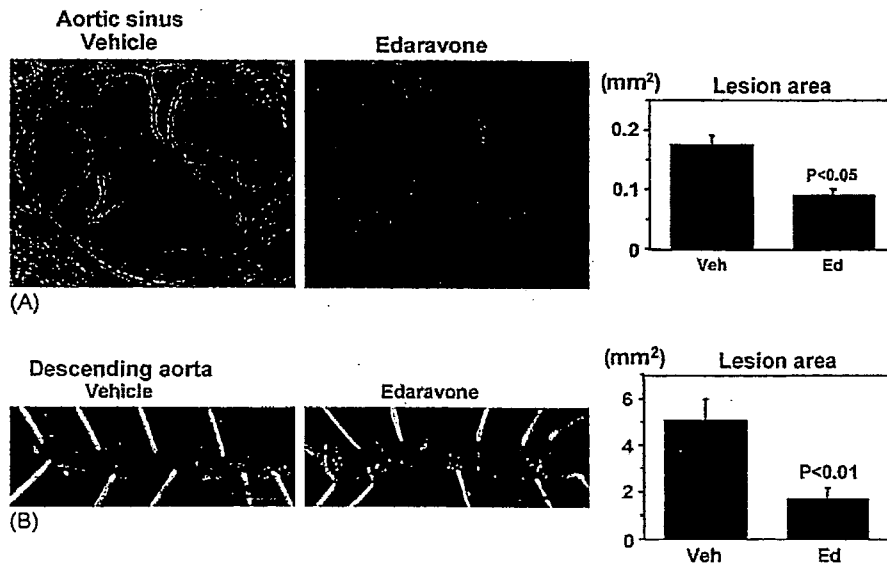 Aortic sinus
Vehicle
Edaravone
(mm²)
Lesion area
0.2
0.1
0
P<0.05
Veh
Ed
(A)
Descending aorta
Vehicle
Edaravone
(mm²)
Lesion area
6
4
2
0
P<0.01
Veh
Ed
(B)